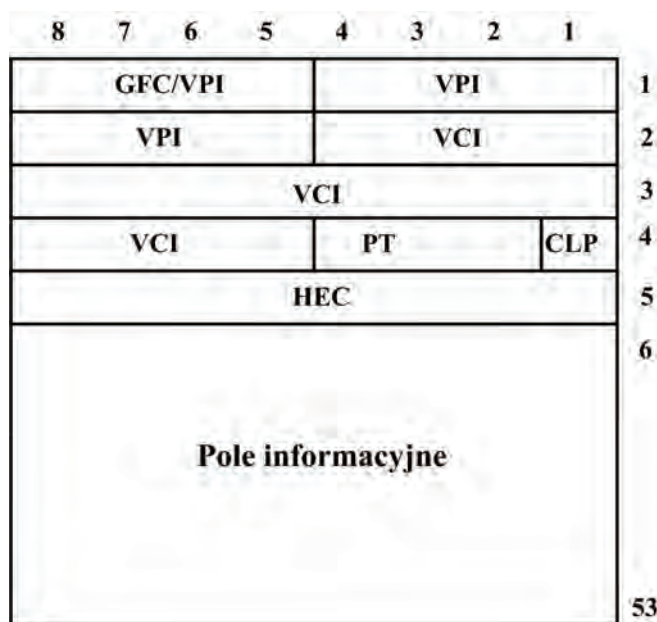 8 7 6 5 4 3 2 1
GFC/VPI VPI 1
VPI VCI 2
VCI 3
VCI PT CLP 4
HEC 5
6
Pole informacyjne
53